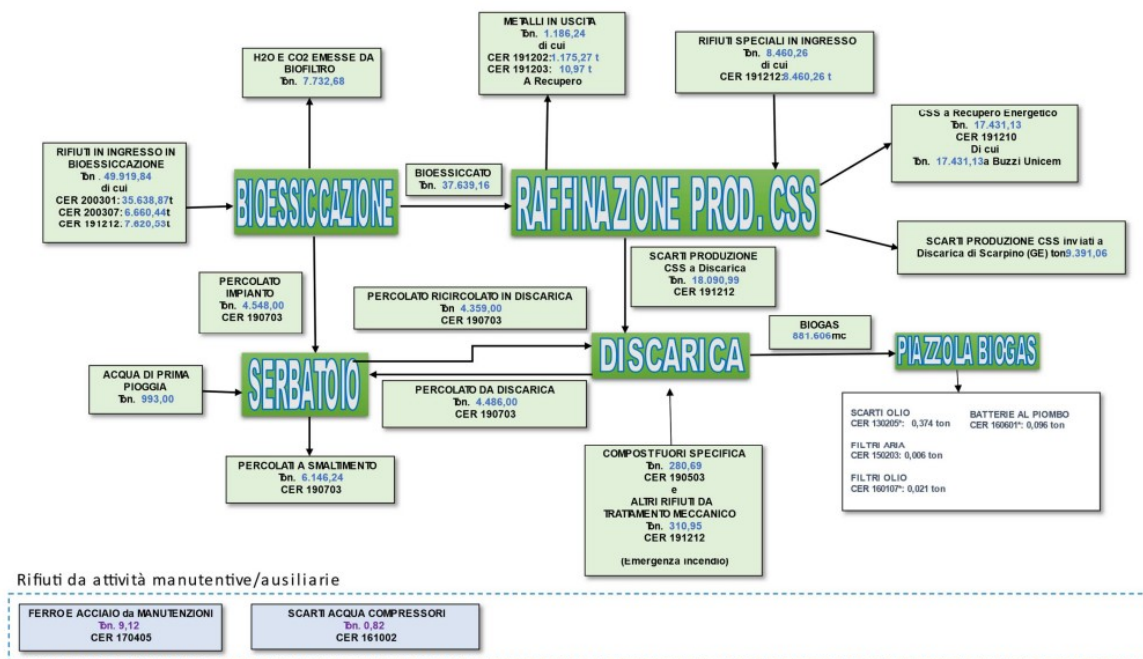 METALLI IN USCITA
Ton. 1.186,24
di cui
CER 191202:1.175,27 t
CER 191203: 10,97 t
A Recupero
RIFIUTI SPECIALI IN INGRESSO
Ton. 8.460,26
di cui
CER 191212:8.460,26 t
H2O E CO2 EMESSE DA
BIOFILTRO
Ton. 7.732,68
CSS a Recupero Energetico
Ton. 17.431,13
CER 191210
Di cui
Ton. 17.431,13a Buzzi Unicem
RIFIUTI IN INGRESSO IN
BIOESSICCAZIONE
Ton . 49.919,84
di cui
CER 200301: 35.638,87t
CER 200307: 6.660,44t
CER 191212: 7.620,53t
BIOESSICCAZIONE
BIOESSICCATO
Ton. 37.639,16
RAFFINAZIONE PROD. CSS
SCARTI PRODUZIONE CSS inviati a
Discarica di Scarpino (GE) ton9.391,06
SCARTI PRODUZIONE
CSS a Discarica
Ton. 18.090,99
CER 191212
PERCOLATO
IMPIANTO
Ton. 4.548,00
CER 190703
PERCOLATO RICIRCOLATO IN DISCARICA
Ton 4.359,00
CER 190703
BIOGAS
881.606mc
DISCARICA
PIAZZOLA BIOGAS
SERBATOIO
ACQUA DI PRIMA
PIOGGIA
Ton. 993,00
PERCOLATO DA DISCARICA
Ton. 4.486,00
CER 190703
SCARTI OLIO
CER 130205*: 0,374 ton
BATTERIE AL PIOMBO
CER 160601*: 0,096 ton
FILTRI ARIA
CER 150203: 0,006 ton
FILTRI OLIO
CER 160107*: 0,021 ton
PERCOLATI A SMALTIMENTO
Ton. 6.146,24
CER 190703
COMPOST FUORI SPECIFICA
Ton. 280,69
CER 190503
e
ALTRI RIFIUTI DA
TRATTAMENTO MECCANICO
Ton. 310,95
CER 191212
(Emergenza incendio)
Rifiuti da attività manutentive/ausiliarie
FERRO E ACCIAIO da MANUTENZIONI
Ton. 9,12
CER 170405
SCARTI ACQUA COMPRESSORI
Ton. 0,82
CER 161002